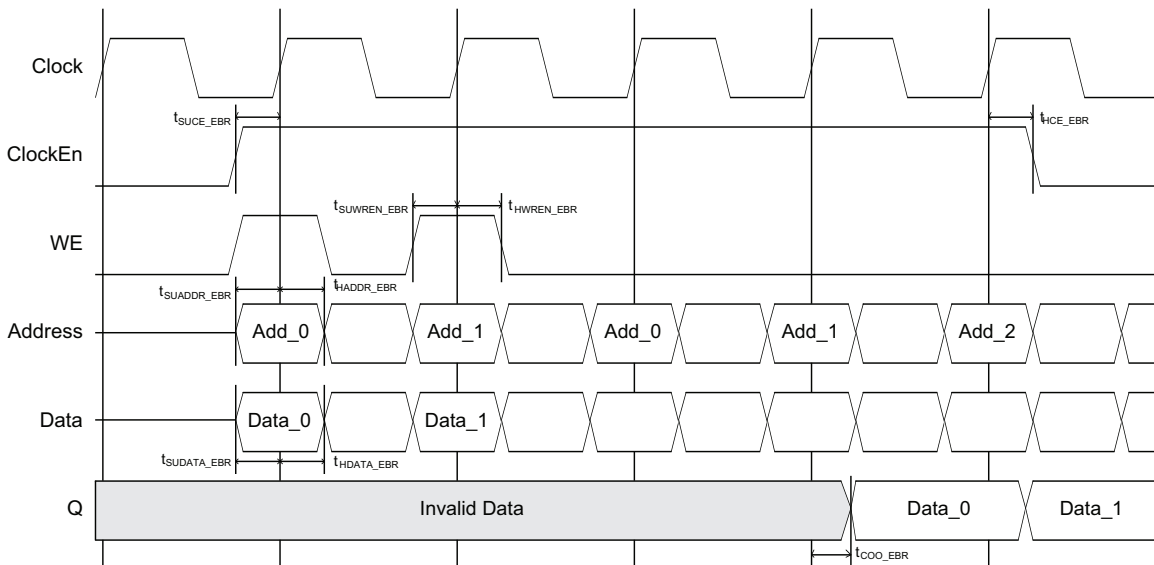 Clock
tSUCE_EBR
tHCE_EBR
ClockEn
tSUWREN_EBR
tHWREN_EBR
WE
tSUADDR_EBR
tHADDR_EBR
Address
Add_0
Add_1
Add_0
Add_1
Add_2
Data
Data_0
Data_1
tSUDATA_EBR
tHDATA_EBR
Q
Invalid Data
Data_0
Data_1
tCOO_EBR